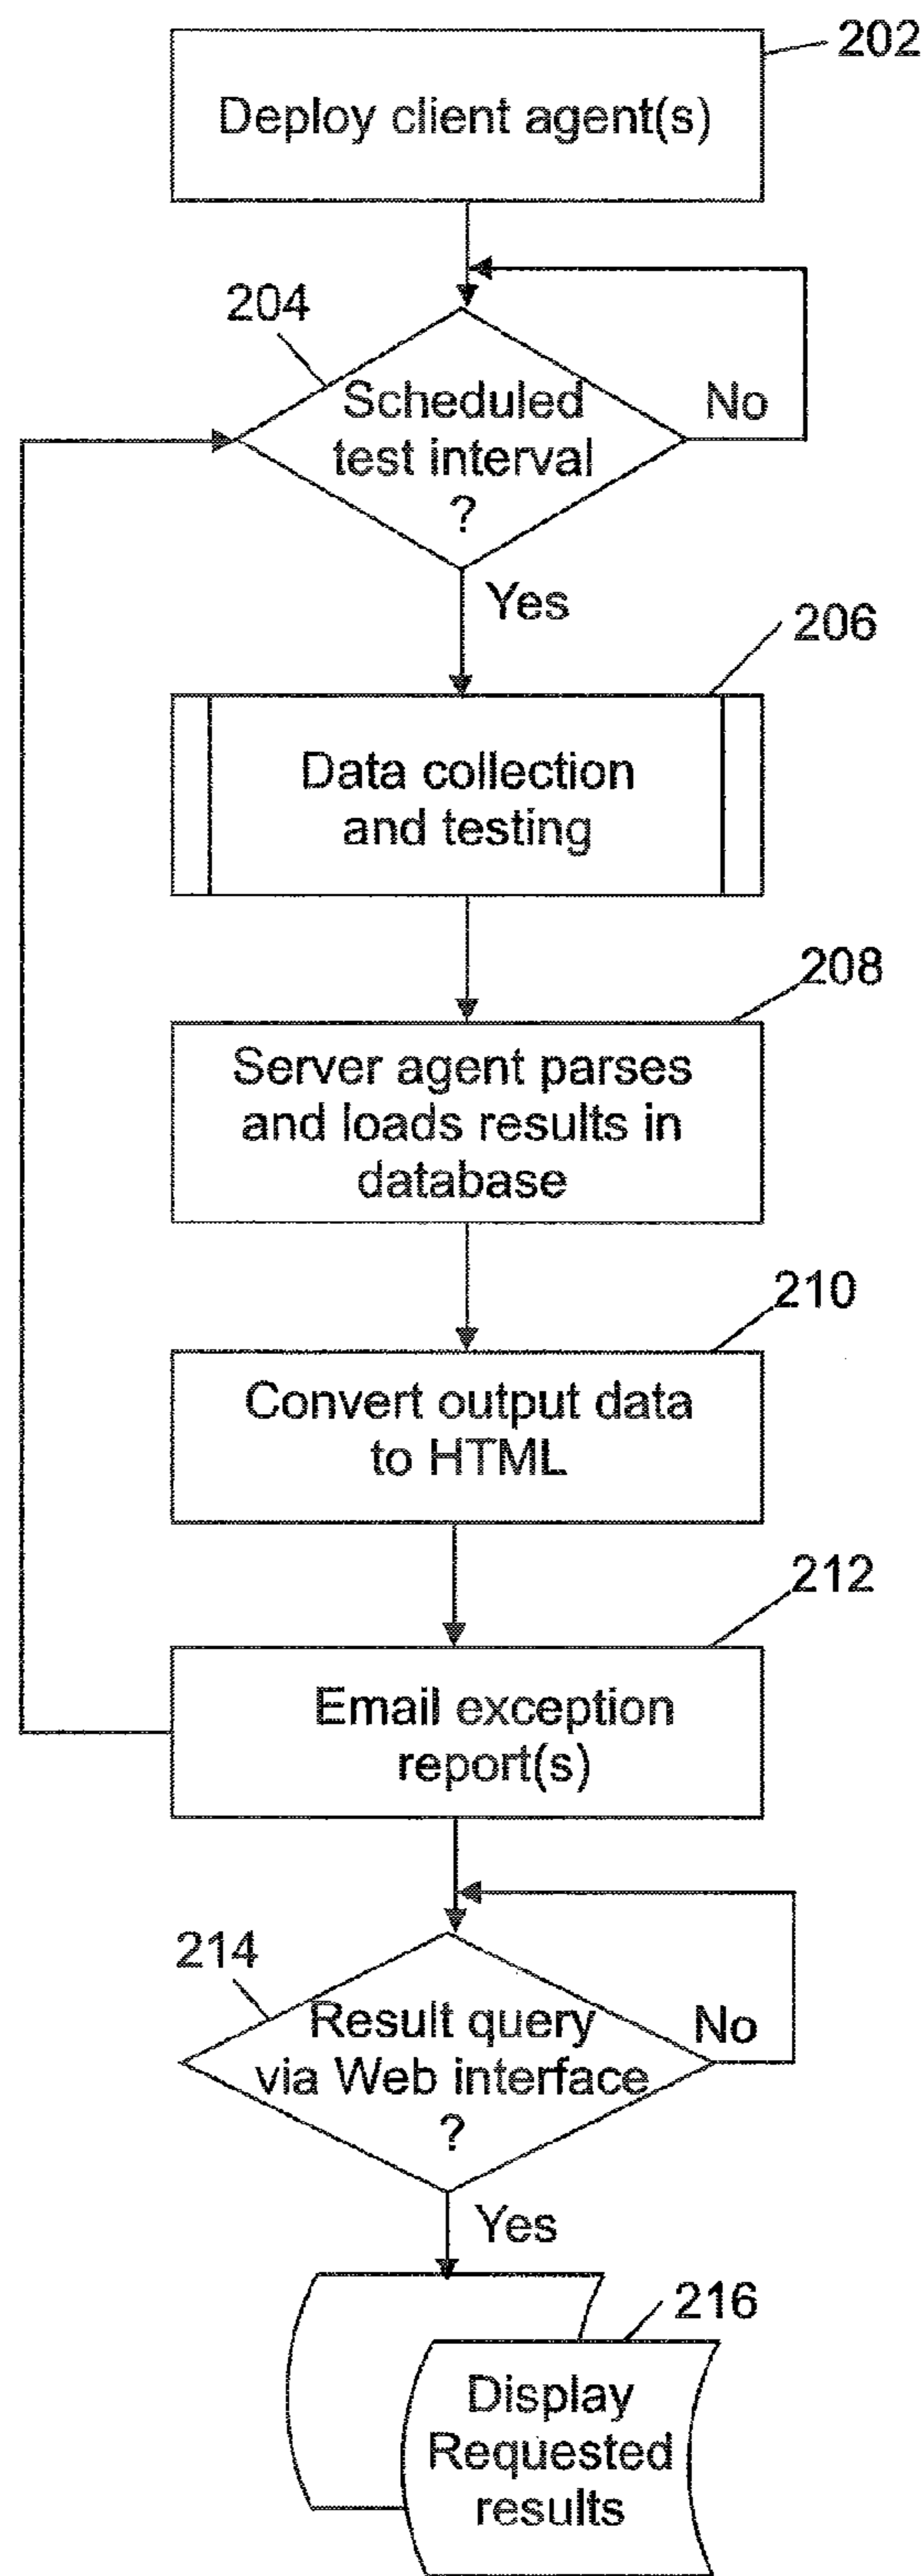 202
Deploy client agent(s)
204
Scheduled
test interval
?
No
Yes
206
Data collection
and testing
208
Server agent parses
and loads results in
database
210
Convert output data
to HTML
212
Email exception
report(s)
214
Result query
via Web interface
?
No
Yes
216
Display
Requested
results